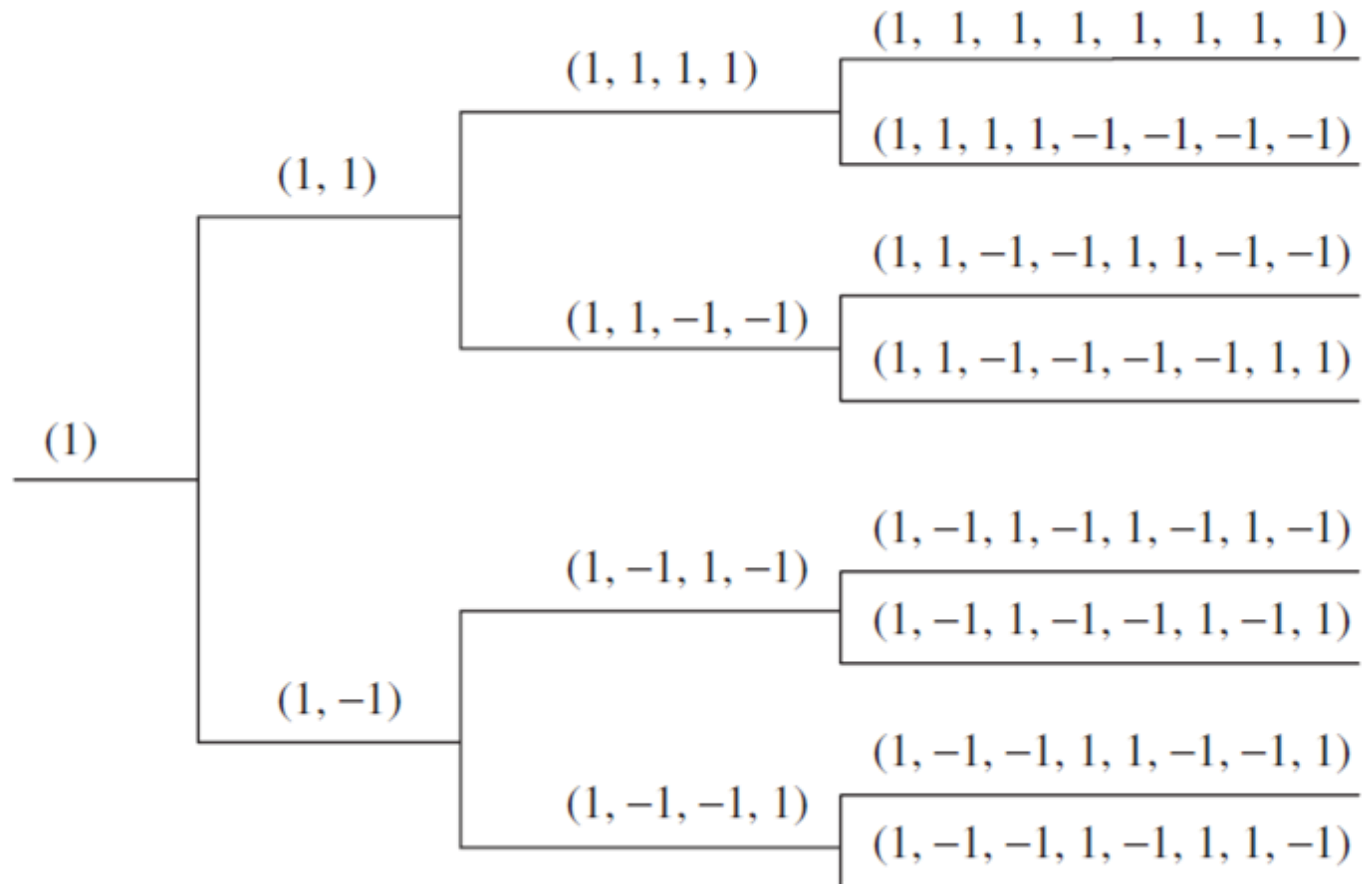 (1, 1, 1, 1, 1, 1, 1, 1)
(1, 1, 1, 1)
(1, 1, 1, 1, −1, −1, −1, −1)
(1, 1)
(1, 1, −1, −1, 1, 1, −1, −1)
(1, 1, −1, −1)
(1, 1, −1, −1, −1, −1, 1, 1)
(1)
(1, −1, 1, −1, 1, −1, 1, −1)
(1, −1, 1, −1)
(1, −1, 1, −1, −1, 1, −1, 1)
(1, −1)
(1, −1, −1, 1, 1, −1, −1, 1)
(1, −1, −1, 1)
(1, −1, −1, 1, −1, 1, 1, −1)